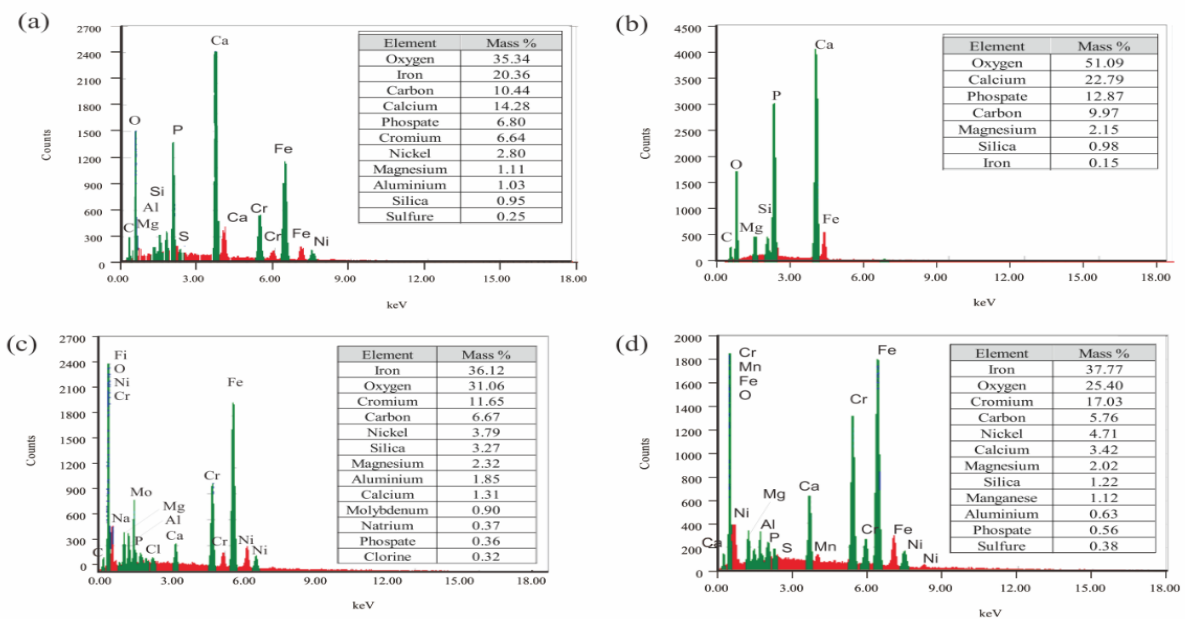 (a)
2700
2400
2100
1800
1500
1200
900
600
300
0
Counts
0.00
3.00
6.00
9.00
12.00
15.00
18.00
keV
C
O
Mg
Al
Si
P
S
Ca
Ca
Cr
Cr
Fe
Ni
Element Mass %
Oxygen 35.34
Iron 20.36
Carbon 10.44
Calcium 14.28
Phospate 6.80
Cromium 6.64
Nickel 2.80
Magnesium 1.11
Aluminium 1.03
Silica 0.95
Sulfure 0.25
(b)
4500
4000
3500
3000
2500
2000
1500
1000
500
0
Counts
0.00
3.00
6.00
9.00
12.00
15.00
18.00
keV
C
O
Mg
Si
P
Ca
Fe
Element Mass %
Oxygen 51.09
Calcium 22.79
Phospate 12.87
Carbon 9.97
Magnesium 2.15
Silica 0.98
Iron 0.15
(c)
2700
2400
2100
1800
1500
1200
900
600
300
0
Counts
0.00
3.00
6.00
9.00
12.00
15.00
18.00
keV
Fi
O
Ni
Cr
C
Na
Mo
Mg
Al
P
Cl
Ca
Cr
Cr
Fe
Ni
Ni
Element Mass %
Iron 36.12
Oxygen 31.06
Cromium 11.65
Carbon 6.67
Nickel 3.79
Silica 3.27
Magnesium 2.32
Aluminium 1.85
Calcium 1.31
Molybdenum 0.90
Natrium 0.37
Phospate 0.36
Clorine 0.32
(d)
2000
1800
1600
1400
1200
1000
800
600
400
200
0
Counts
0.00
3.00
6.00
9.00
12.00
15.00
18.00
keV
Cr
Mn
Fe
O
Ca
Ni
Mg
Al
P
S
Ca
Mn
Cr
Cr
Fe
Fe
Ni
Ni
Element Mass %
Iron 37.77
Oxygen 25.40
Cromium 17.03
Carbon 5.76
Nickel 4.71
Calcium 3.42
Magnesium 2.02
Silica 1.22
Manganese 1.12
Aluminium 0.63
Phospate 0.56
Sulfure 0.38